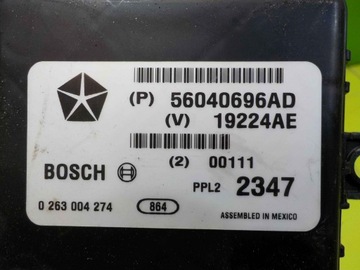 (P) 56040696AD
(V) 19224AE
(2) 00111
BOSCH
PPL2 2347
0 263 004 274 864
ASSEMBLED IN MEXICO